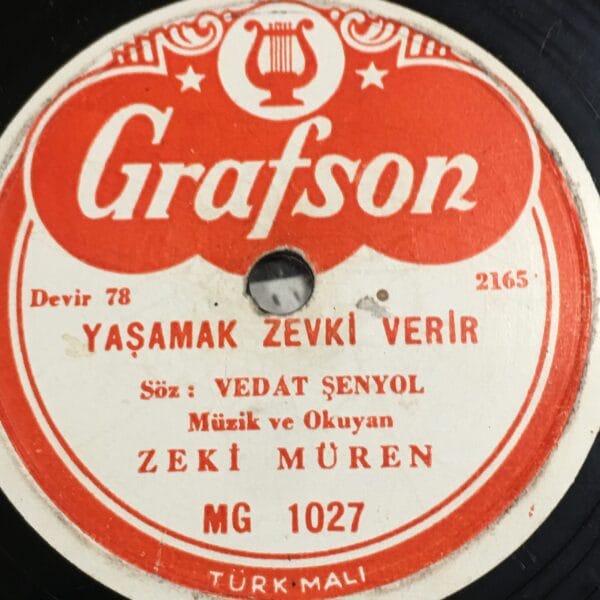 Grafson
Devir 78
2165
YAŞAMAK ZEVKİ VERİR
Söz : VEDAT ŞENYOL
Müzik ve Okuyan
ZEKİ MÜREN
MG 1027
TÜRK MALI